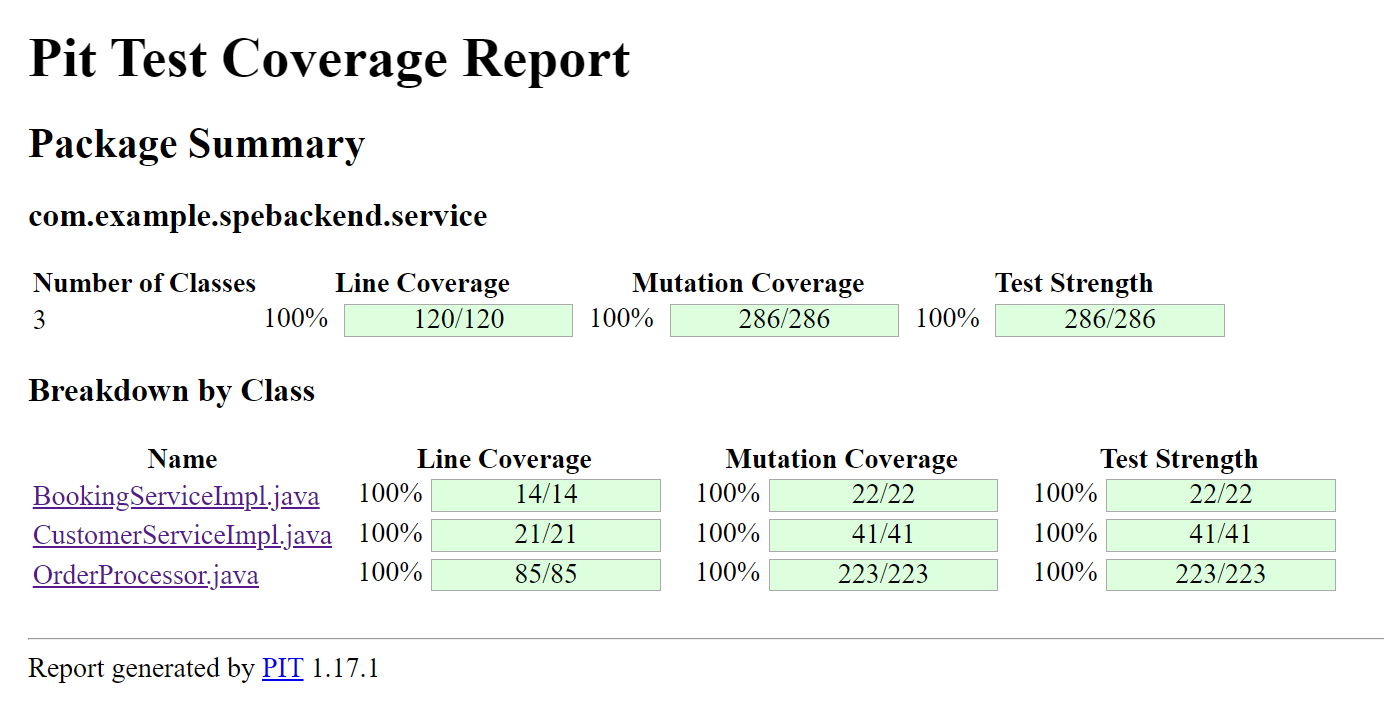 Pit Test Coverage Report
Package Summary
com.example.spebackend.service
Number of Classes Line Coverage Mutation Coverage Test Strength
3 100% 120/120 100% 286/286 100% 286/286
Breakdown by Class
Name Line Coverage Mutation Coverage Test Strength
BookingServiceImpl.java 100% 14/14 100% 22/22 100% 22/22
CustomerServiceImpl.java 100% 21/21 100% 41/41 100% 41/41
OrderProcessor.java 100% 85/85 100% 223/223 100% 223/223
Report generated by PIT 1.17.1